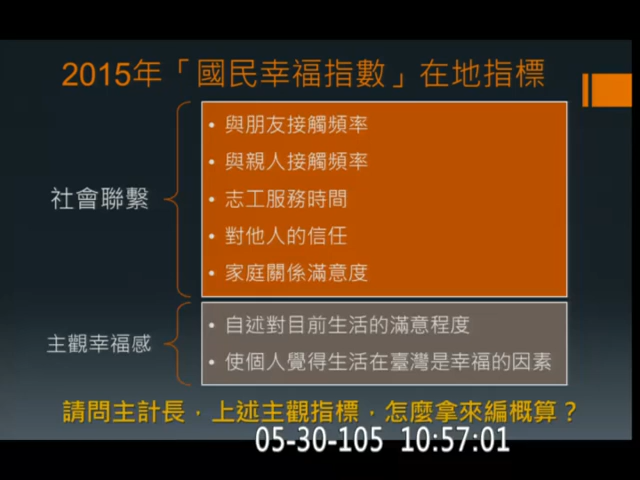 2015年「國民幸福指數」在地指標
社會聯繫
• 與朋友接觸頻率
• 與親人接觸頻率
• 志工服務時間
• 對他人的信任
• 家庭關係滿意度
主觀幸福感
• 自述對目前生活的滿意程度
• 使個人覺得生活在臺灣是幸福的因素
請問主計長，上述主觀指標，怎麼拿來編概算？
05-30-105 10:57:01